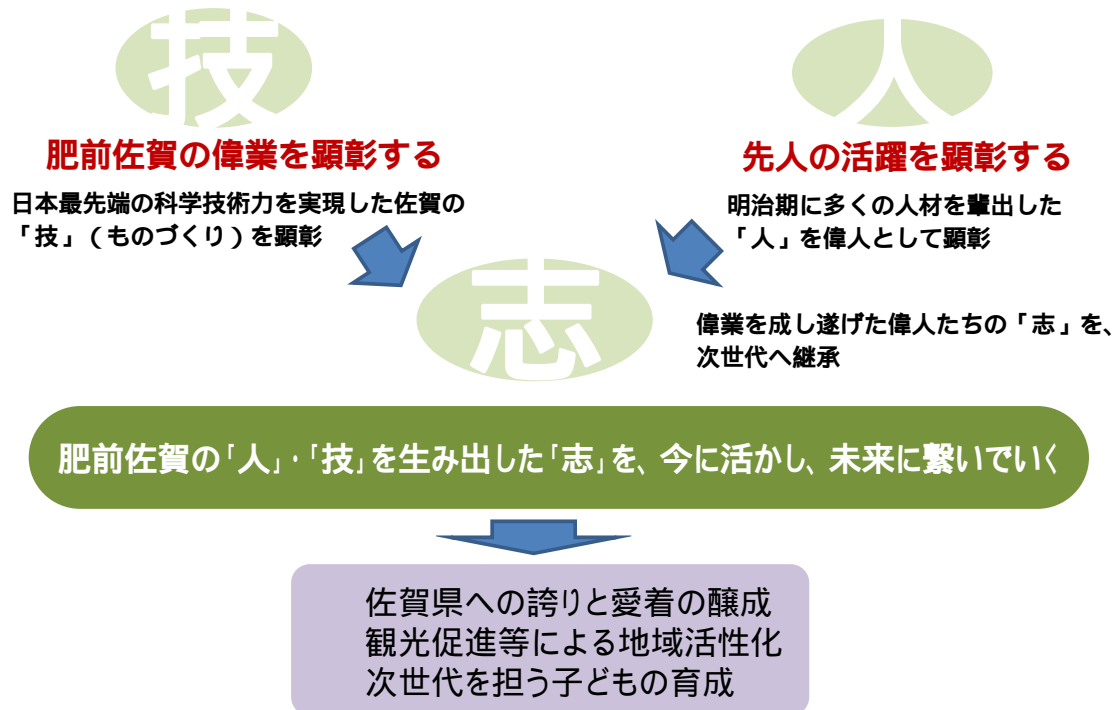 技
肥前佐賀の偉業を顕彰する
日本最先端の科学技術力を実現した佐賀の
「技」（ものづくり）を顕彰
人
先人の活躍を顕彰する
明治期に多くの人材を輩出した
「人」を偉人として顕彰
志
偉業を成し遂げた偉人たちの「志」を、
次世代へ継承
肥前佐賀の「人」・「技」を生み出した「志」を、今に活かし、未来に繋いでいく
佐賀県への誇りと愛着の醸成
観光促進等による地域活性化
次世代を担う子どもの育成